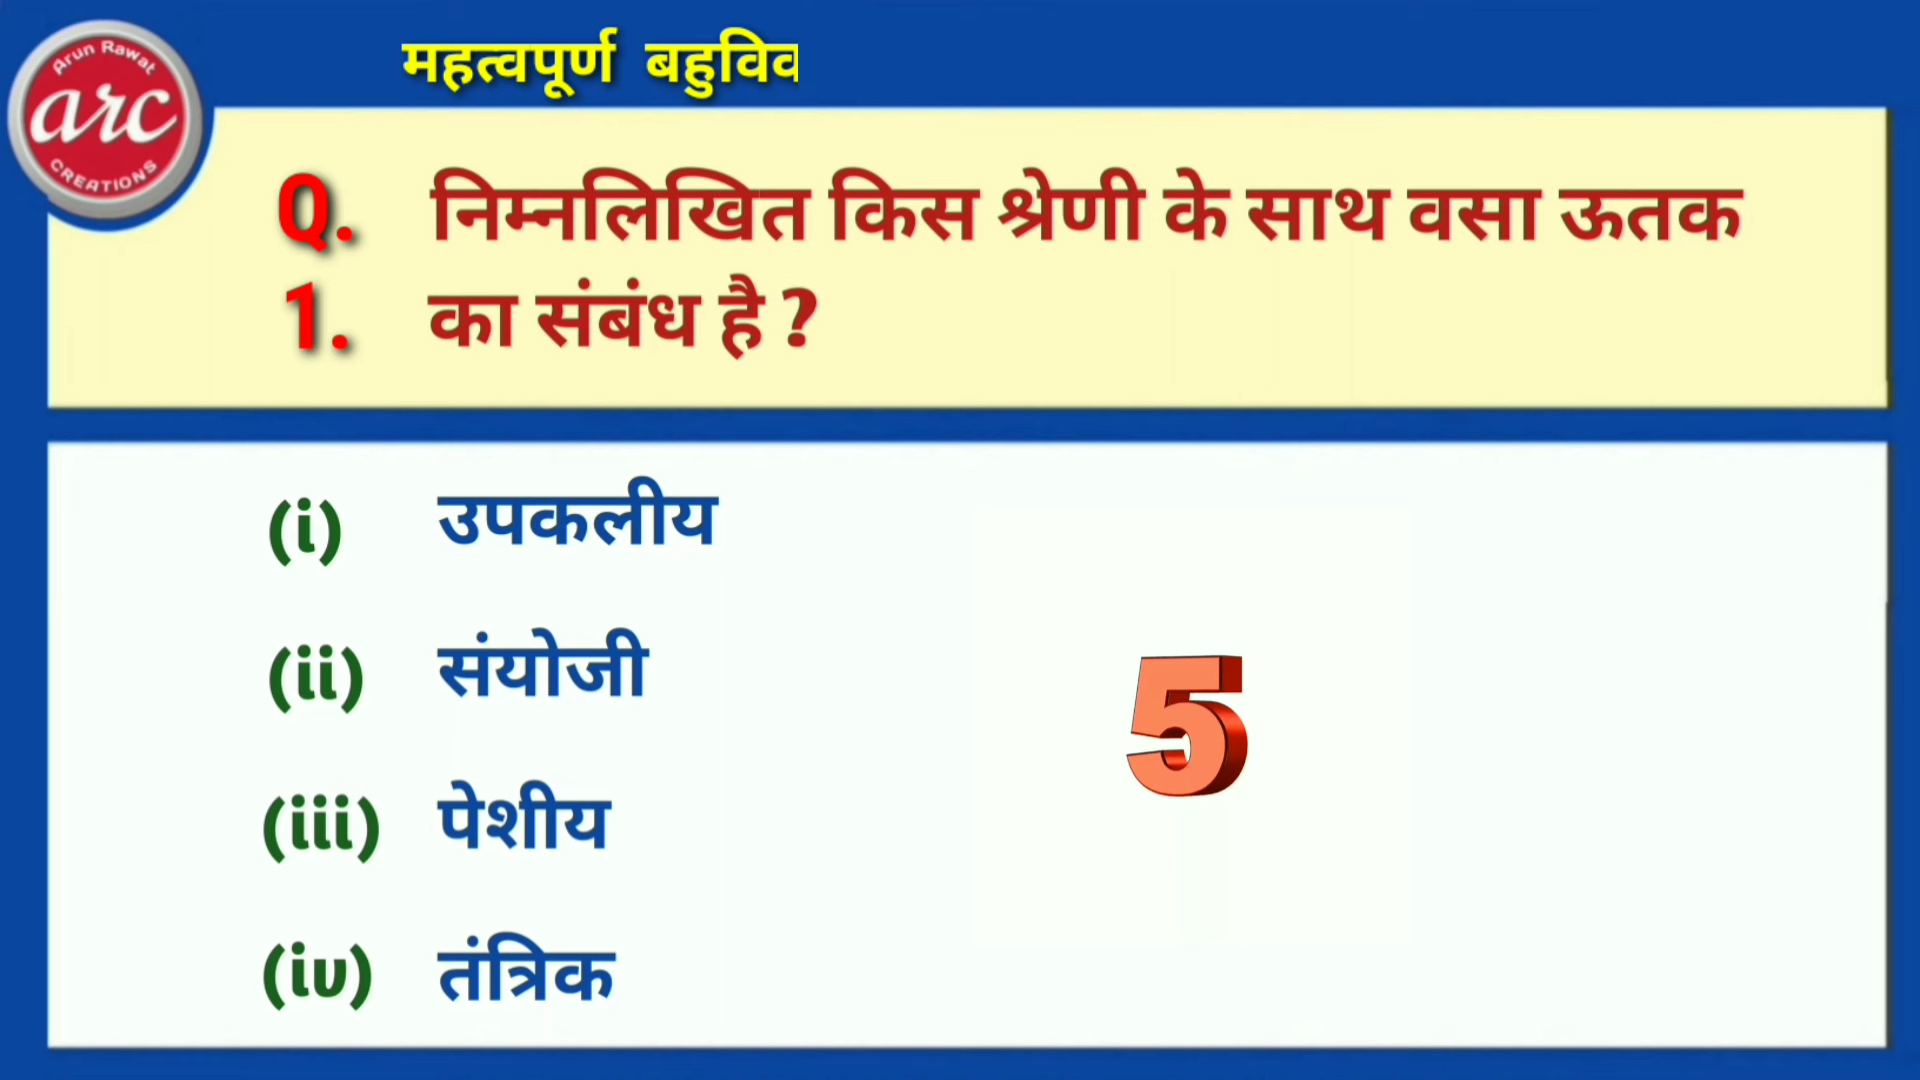 Arun Rawat
arc
CREATIONS
महत्वपूर्ण बहुवि
Q. निम्नलिखित किस श्रेणी के साथ वसा ऊतक
1. का संबंध है ?
(i) उपकलीय
(ii) संयोजी
(iii) पेशीय
(iv) तंत्रिक
5